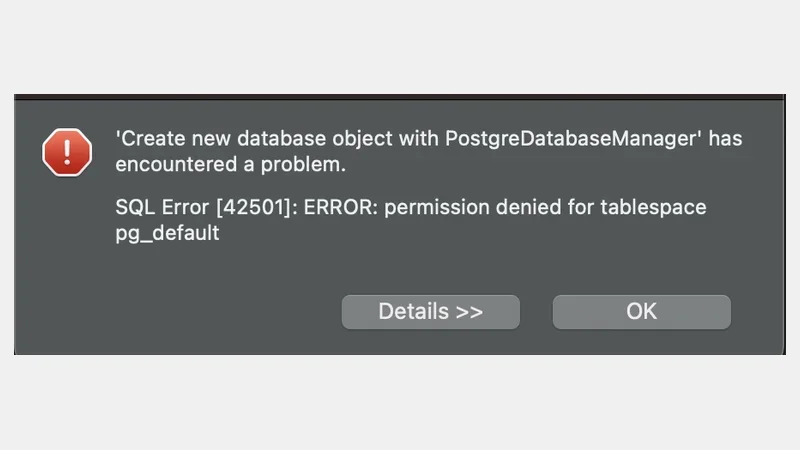 'Create new database object with PostgreDatabaseManager' has
encountered a problem.
SQL Error [42501]: ERROR: permission denied for tablespace
pg_default
Details >>
OK